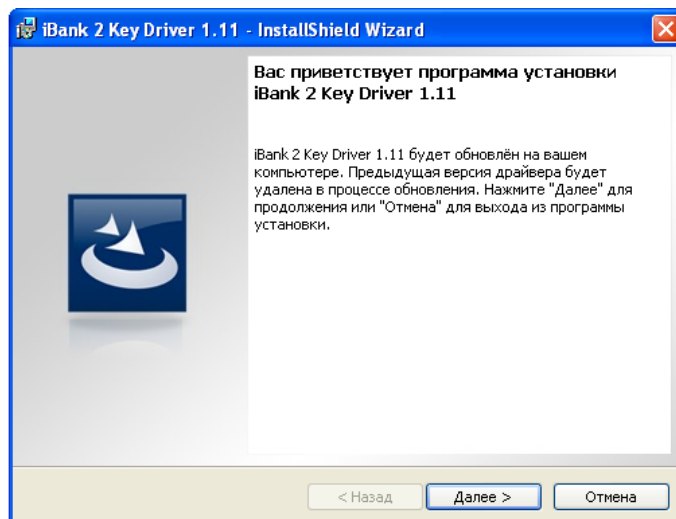 iBank 2 Key Driver 1.11 - InstallShield Wizard
Вас приветствует программа установки
iBank 2 Key Driver 1.11
iBank 2 Key Driver 1.11 будет обновлён на вашем
компьютере. Предыдущая версия драйвера будет
удалена в процессе обновления. Нажмите "Далее" для
продолжения или "Отмена" для выхода из программы
установки.
< Назад
Далее >
Отмена